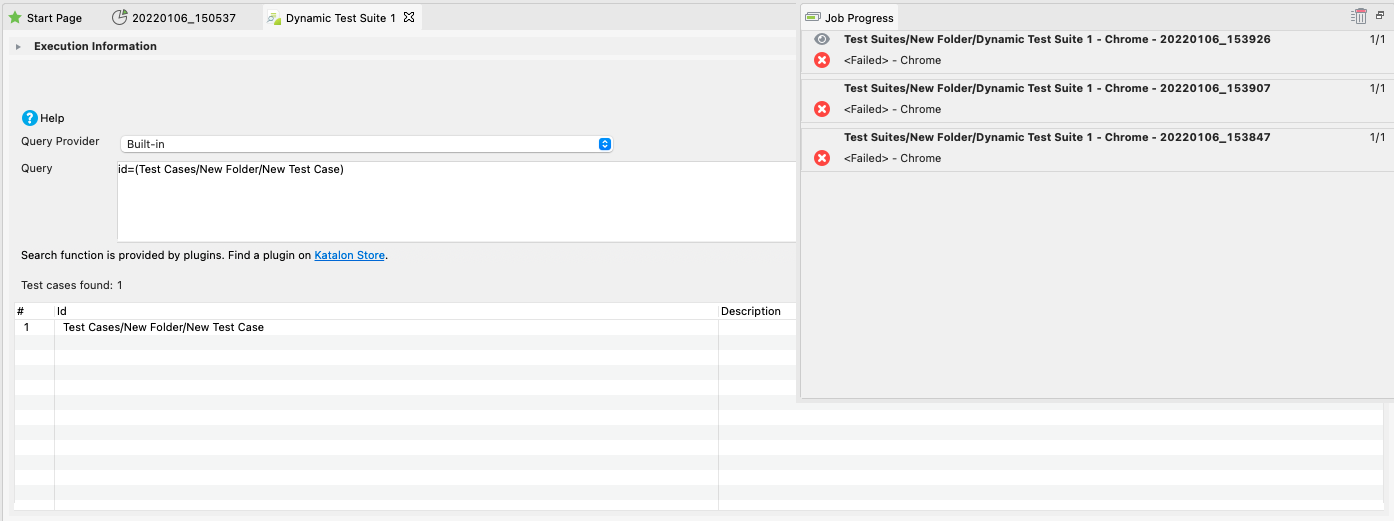 Start Page
20220106_150537
Dynamic Test Suite 1
Execution Information
? Help
Query Provider
Built-in
Query
id=(Test Cases/New Folder/New Test Case)
Search function is provided by plugins. Find a plugin on Katalon Store.
Test cases found: 1
# Id Description
1 Test Cases/New Folder/New Test Case
Job Progress
Test Suites/New Folder/Dynamic Test Suite 1 - Chrome - 20220106_153926 1/1
<Failed> - Chrome
Test Suites/New Folder/Dynamic Test Suite 1 - Chrome - 20220106_153907 1/1
<Failed> - Chrome
Test Suites/New Folder/Dynamic Test Suite 1 - Chrome - 20220106_153847 1/1
<Failed> - Chrome